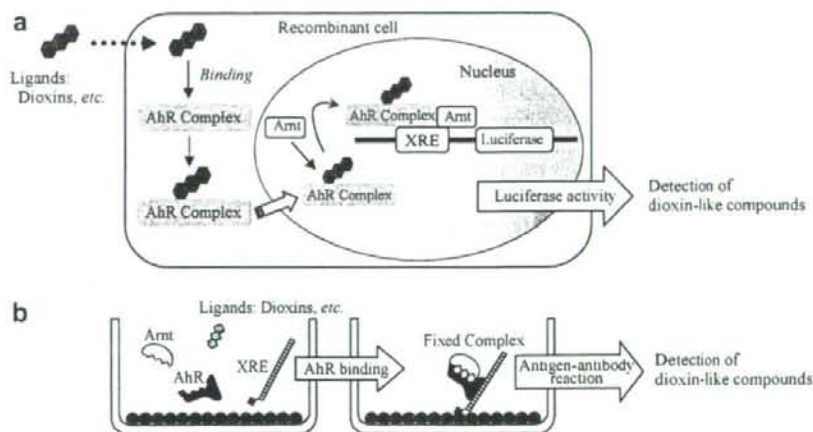 a
Recombinant cell
Ligands:
Dioxins, etc.
Binding
Nucleus
AhR Complex
Arnt
AhR Complex
Arnt
XRE
Luciferase
AhR Complex
AhR Complex
Luciferase activity
Detection of
dioxin-like compounds
b
Ligands: Dioxins, etc.
Arnt
AhR
XRE
AhR binding
Fixed Complex
Antigen-antibody
reaction
Detection of
dioxin-like compounds